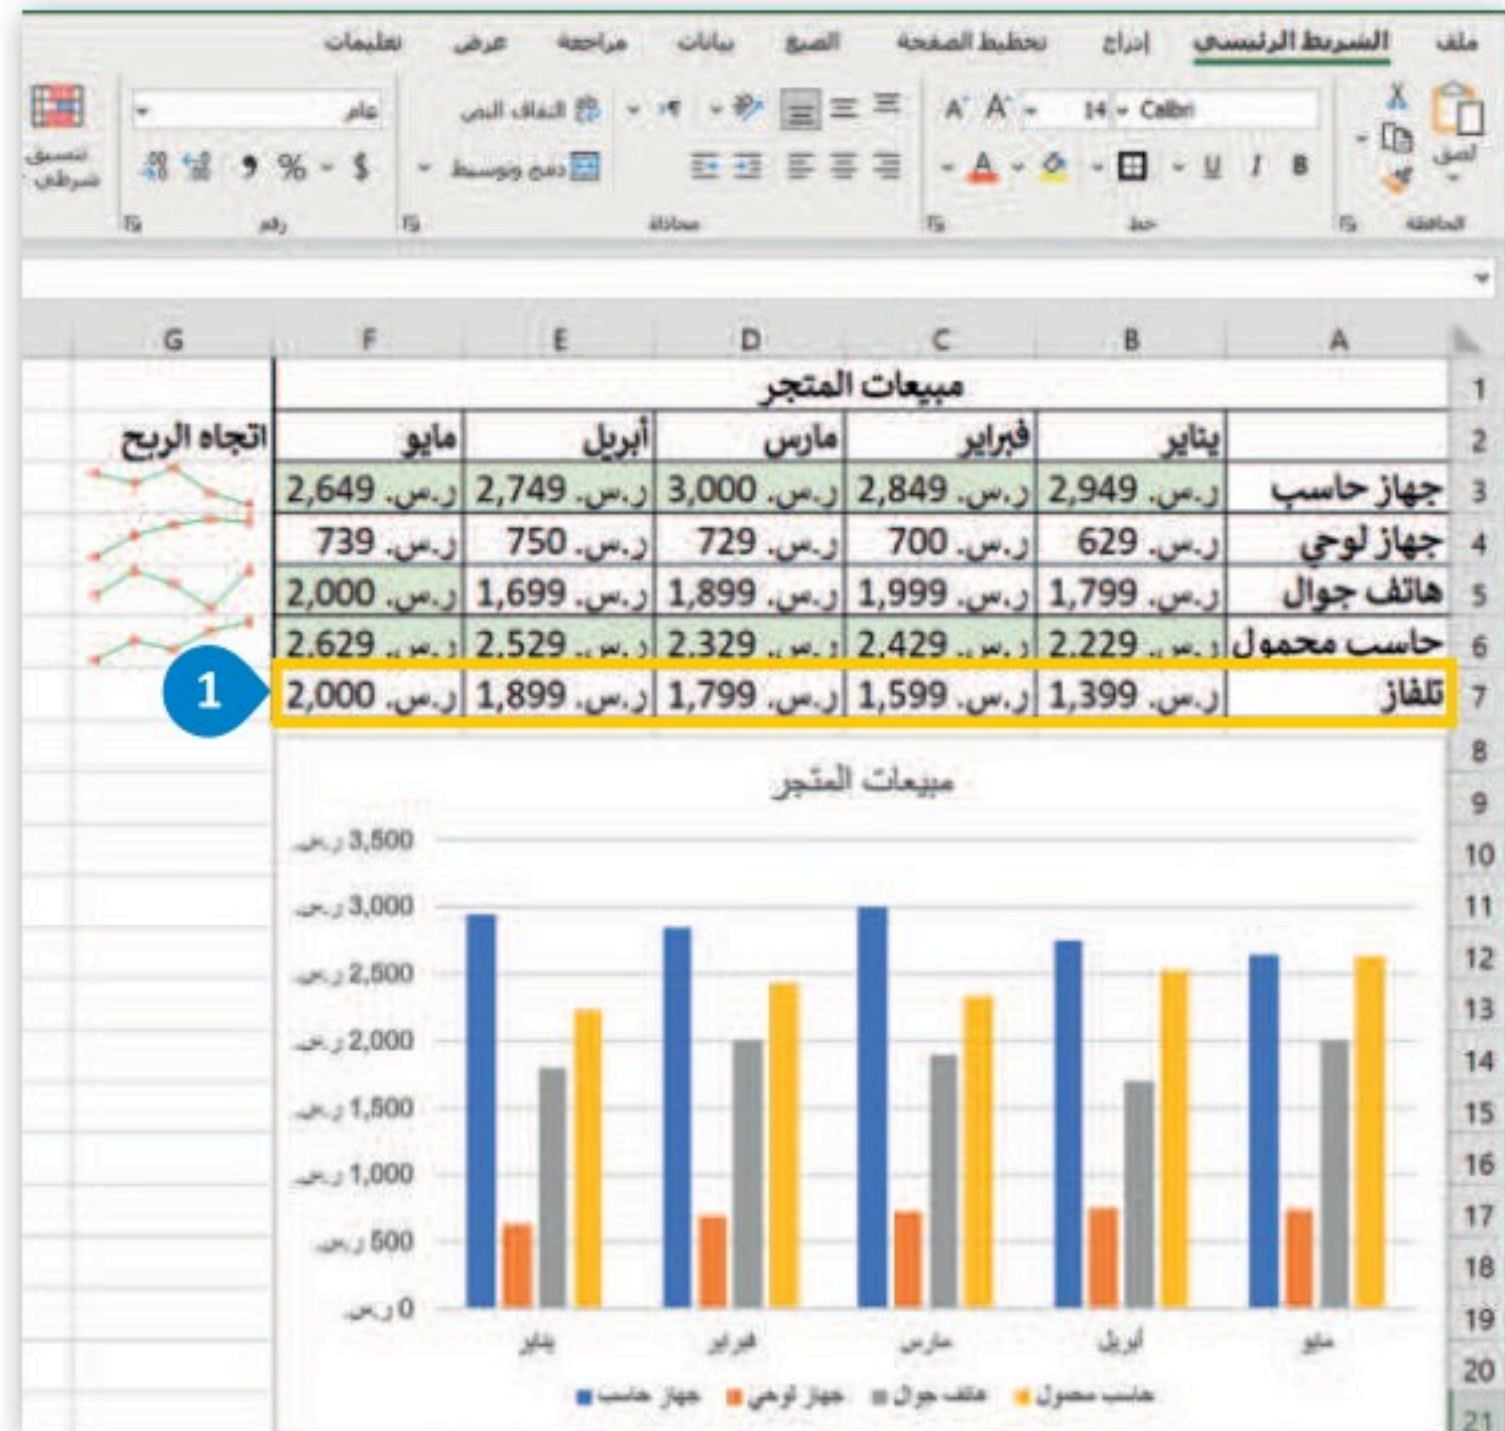 ملف الشريط الرئيسي إدراج تخطيط الصفحة الصيغ بيانات مراجعة عرض تعليمات
لصق Calibri 14 التفاف النص عام
B I U دمج وتوسيط $ % تنسيق شرطي
الحافظة خط محاذاة رقم
A B C D E F G
1 مبيعات المتجر
2 يناير فبراير مارس أبريل مايو اتجاه الربح
3 جهاز حاسب ر.س. 2,949 ر.س. 2,849 ر.س. 3,000 ر.س. 2,749 ر.س. 2,649
4 جهاز لوحي ر.س. 629 ر.س. 700 ر.س. 729 ر.س. 750 ر.س. 739
5 هاتف جوال ر.س. 1,799 ر.س. 1,999 ر.س. 1,899 ر.س. 1,699 ر.س. 2,000
6 حاسب محمول ر.س. 2.229 ر.س. 2.429 ر.س. 2.329 ر.س. 2.529 ر.س. 2.629
7 تلفاز ر.س. 1,399 ر.س. 1,599 ر.س. 1,799 ر.س. 1,899 ر.س. 2,000
1
8
مبيعات المتجر
9
3,500 ر.س.
10
3,000 ر.س.
11
12
2,500 ر.س.
13
2,000 ر.س.
14
1,500 ر.س.
15
16
1,000 ر.س.
17
500 ر.س.
18
0 ر.س.
19
يناير فبراير مارس أبريل مايو
20
جهاز حاسب جهاز لوحي هاتف جوال حاسب محمول
21